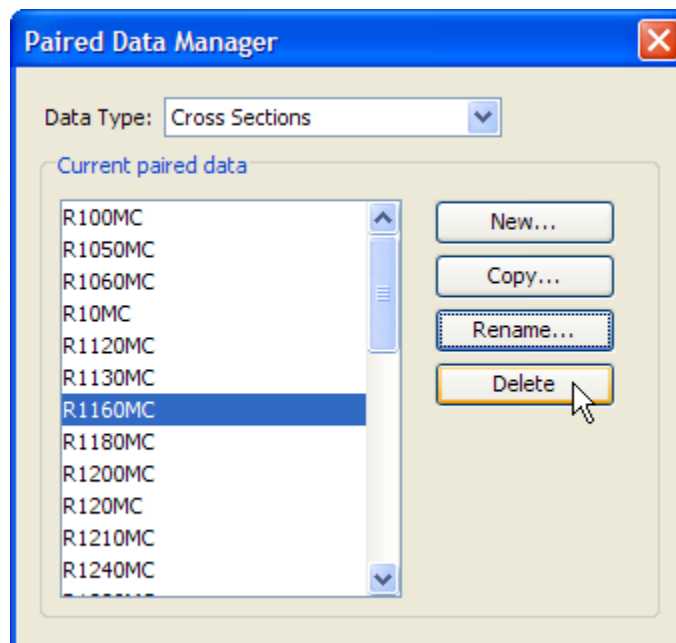 Paired Data Manager
Data Type: Cross Sections
Current paired data
R100MC
R1050MC
R1060MC
R10MC
R1120MC
R1130MC
R1160MC
R1180MC
R1200MC
R120MC
R1210MC
R1240MC
New...
Copy...
Rename...
Delete